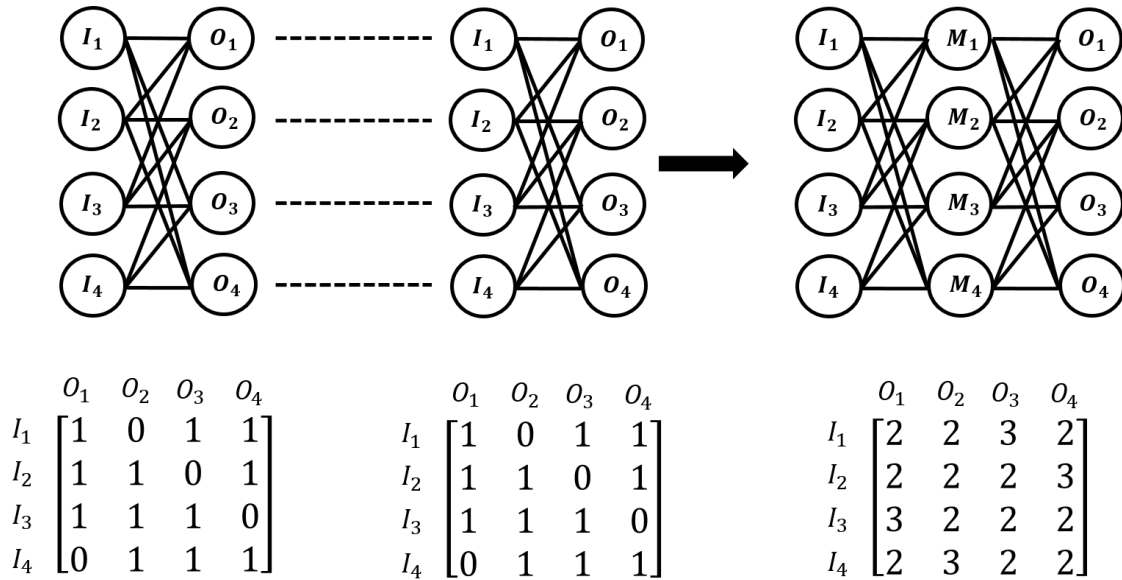 I₁ O₁ I₁ O₁ I₁ M₁ O₁
I₂ O₂ I₂ O₂ I₂ M₂ O₂
I₃ O₃ I₃ O₃ I₃ M₃ O₃
I₄ O₄ I₄ O₄ I₄ M₄ O₄
O₁ O₂ O₃ O₄
I₁ 1 0 1 1
I₂ 1 1 0 1
I₃ 1 1 1 0
I₄ 0 1 1 1
O₁ O₂ O₃ O₄
I₁ 1 0 1 1
I₂ 1 1 0 1
I₃ 1 1 1 0
I₄ 0 1 1 1
O₁ O₂ O₃ O₄
I₁ 2 2 3 2
I₂ 2 2 2 3
I₃ 3 2 2 2
I₄ 2 3 2 2